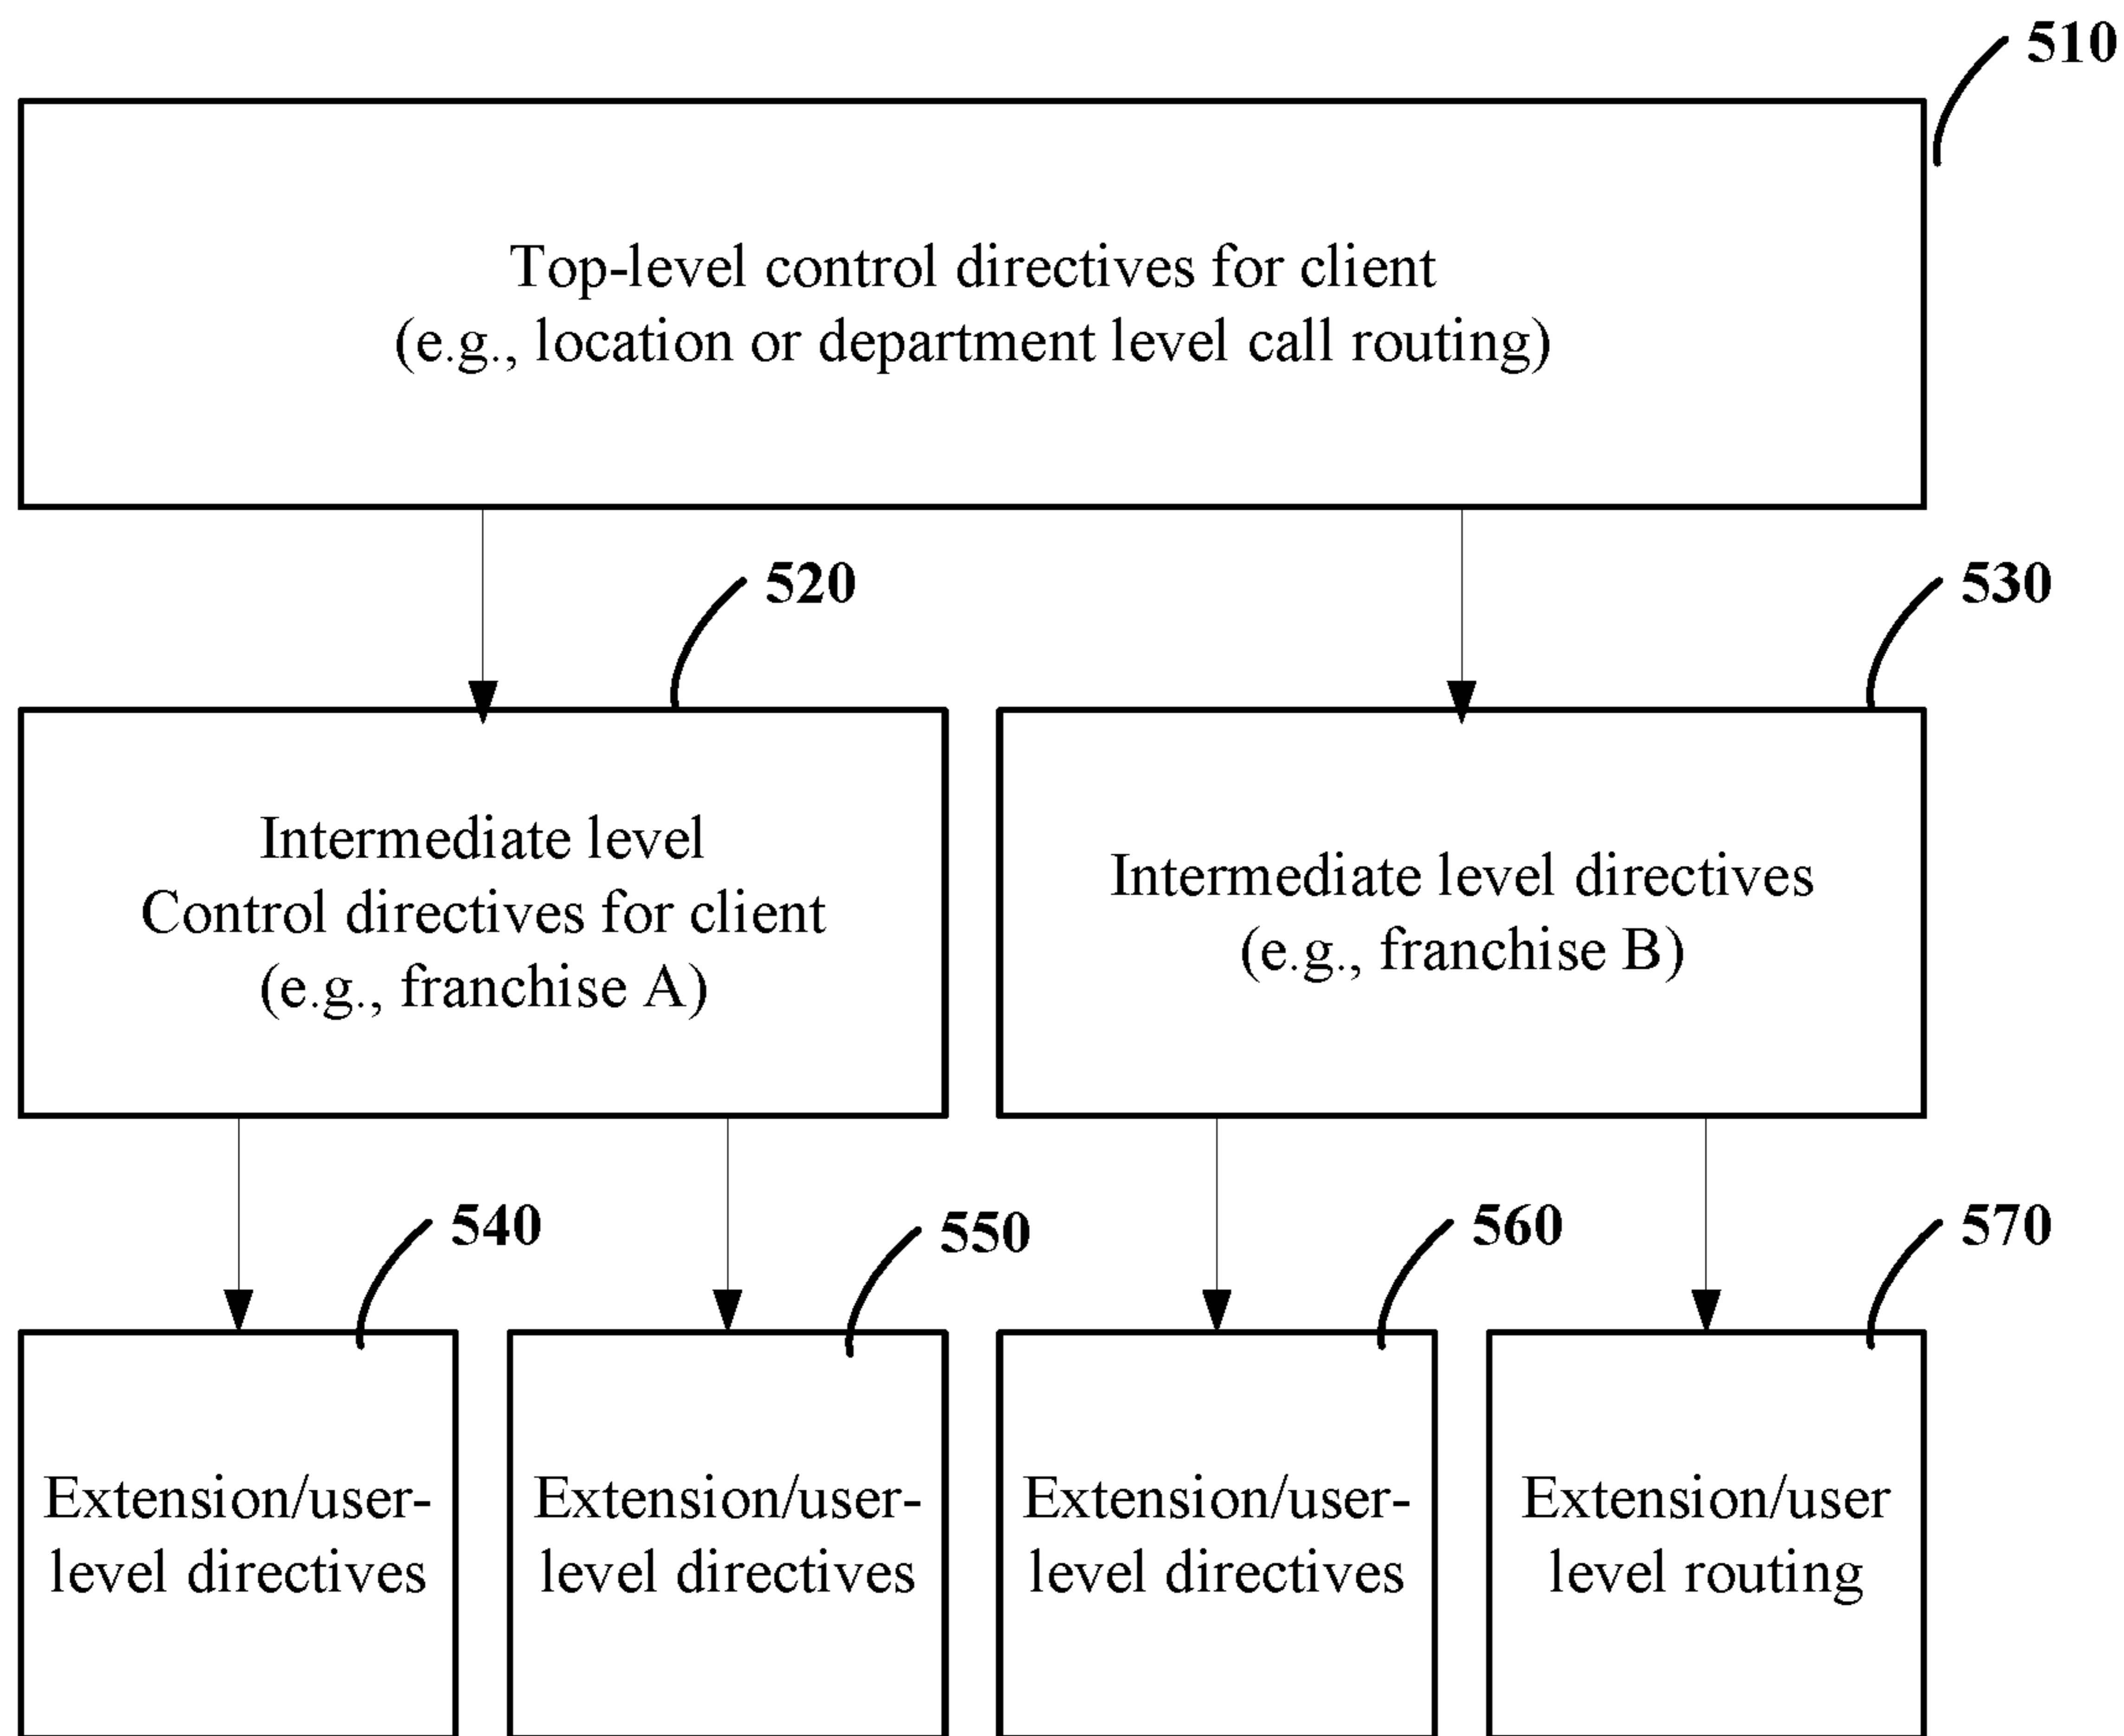 510
Top-level control directives for client
(e.g., location or department level call routing)
520
530
Intermediate level
Control directives for client
(e.g., franchise A)
Intermediate level directives
(e.g., franchise B)
540
550
560
570
Extension/user-
level directives
Extension/user-
level directives
Extension/user-
level directives
Extension/user
level routing